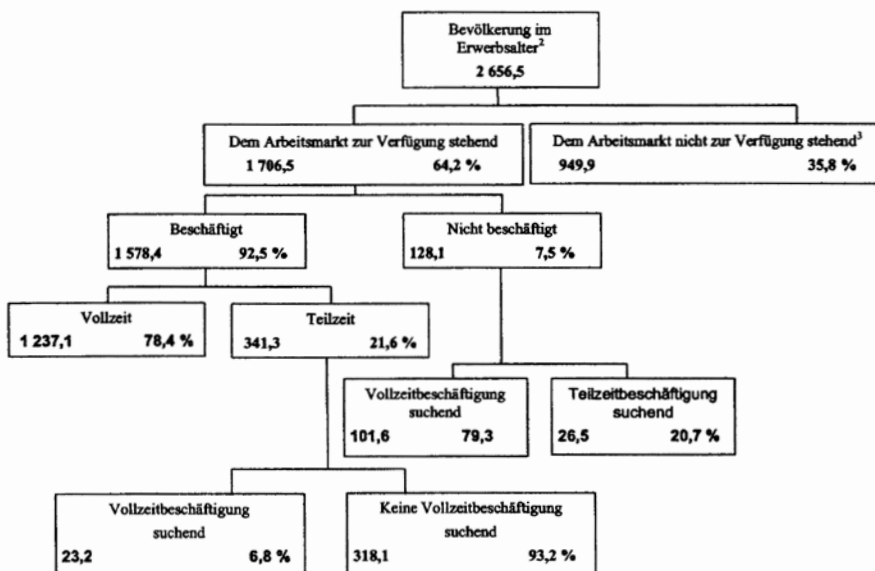 Bevölkerung im
Erwerbsalter²
2 656,5
Dem Arbeitsmarkt zur Verfügung stehend
1 706,5 64,2 %
Dem Arbeitsmarkt nicht zur Verfügung stehend³
949,9 35,8 %
Beschäftigt
1 578,4 92,5 %
Nicht beschäftigt
128,1 7,5 %
Vollzeit
1 237,1 78,4 %
Teilzeit
341,3 21,6 %
Vollzeitbeschäftigung
suchend
101,6 79,3
Teilzeitbeschäftigung
suchend
26,5 20,7 %
Vollzeitbeschäftigung
suchend
23,2 6,8 %
Keine Vollzeitbeschäftigung
suchend
318,1 93,2 %